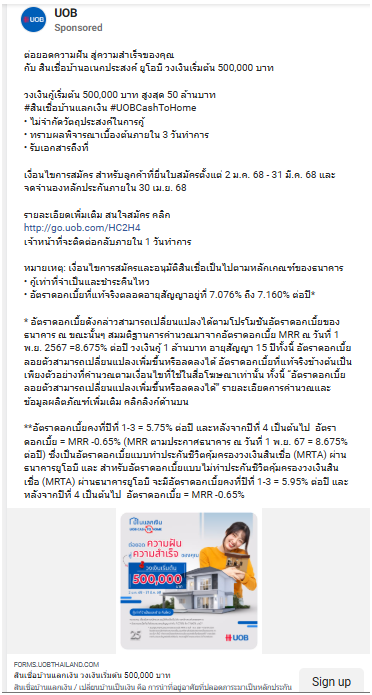 UOB
Sponsored
ต่อยอดความฝัน สู่ความสำเร็จของคุณ
กับ สินเชื่อบ้านอเนกประสงค์ ยูโอบี วงเงินเริ่มต้น 500,000 บาท
วงเงินกู้เริ่มต้น 500,000 บาท สูงสุด 50 ล้านบาท
#สินเชื่อบ้านแลกเงิน #UOBCashToHome
• ไม่จำกัดวัตถุประสงค์ในการกู้
• ทราบผลพิจารณาเบื้องต้นภายใน 3 วันทำการ
• รับเอกสารถึงที่
เงื่อนไขการสมัคร สำหรับลูกค้าที่ยื่นใบสมัครตั้งแต่ 2 ม.ค. 68 - 31 มี.ค. 68 และ
จดจำนองหลักประกันภายใน 30 เม.ย. 68
รายละเอียดเพิ่มเติม สนใจสมัคร คลิก
http://go.uob.com/HC2H4
เจ้าหน้าที่จะติดต่อกลับภายใน 1 วันทำการ
หมายเหตุ: เงื่อนไขการสมัครและอนุมัติสินเชื่อเป็นไปตามหลักเกณฑ์ของธนาคาร
• กู้เท่าที่จำเป็นและชำระคืนไหว
• อัตราดอกเบี้ยที่แท้จริงตลอดอายุสัญญาอยู่ที่ 7.076% ถึง 7.160% ต่อปี*
* อัตราดอกเบี้ยดังกล่าวสามารถเปลี่ยนแปลงได้ตามโปรโมชันอัตราดอกเบี้ยของ
ธนาคาร ณ ขณะนั้นๆ สมมติฐานการคำนวณมาจากอัตราดอกเบี้ย MRR ณ วันที่ 1
พ.ย. 2567 =8.675% ต่อปี วงเงินกู้ 1 ล้านบาท อายุสัญญา 15 ปีทั้งนี้ อัตราดอกเบี้ย
ลอยตัวสามารถเปลี่ยนแปลงเพิ่มขึ้นหรือลดลงได้ อัตราดอกเบี้ยที่แท้จริงข้างต้นเป็น
เพียงตัวอย่างที่คำนวณตามเงื่อนไขที่ใช้ในสื่อโฆษณาเท่านั้น ทั้งนี้ "อัตราดอกเบี้ย
ลอยตัวสามารถเปลี่ยนแปลงเพิ่มขึ้นหรือลดลงได้" รายละเอียดการคำนวณและ
ข้อมูลผลิตภัณฑ์เพิ่มเติม คลิกลิงก์ด้านบน
**อัตราดอกเบี้ยคงที่ปีที่ 1-3 = 5.75% ต่อปี และหลังจากปีที่ 4 เป็นต้นไป อัตรา
ดอกเบี้ย = MRR -0.65% (MRR ตามประกาศธนาคาร ณ วันที่ 1 พ.ย. 67 = 8.675%
ต่อปี) ซึ่งเป็นอัตราดอกเบี้ยแบบทำประกันชีวิตคุ้มครองวงเงินสินเชื่อ (MRTA) ผ่าน
ธนาคารยูโอบี และ สำหรับอัตราดอกเบี้ยแบบไม่ทำประกันชีวิตคุ้มครองวงเงินสิน
เชื่อ (MRTA) ผ่านธนาคารยูโอบี จะมีอัตราดอกเบี้ยคงที่ปีที่ 1-3 = 5.95% ต่อปี และ
หลังจากปีที่ 4 เป็นต้นไป อัตราดอกเบี้ย = MRR -0.65%
บ้านแลกเงิน
ต่อยอด ความฝัน
สู่ ความสำเร็จ ของคุณ
วงเงินเริ่มต้น
500,000
25
UOB
FORMS.UOBTHAILAND.COM
สินเชื่อบ้านแลกเงิน วงเงินเริ่มต้น 500,000 บาท
สินเชื่อบ้านแลกเงิน / เปลี่ยนบ้านเป็นเงิน คือ การนำที่อยู่อาศัยที่ปลอดภาระมาเป็นหลักประกัน
Sign up